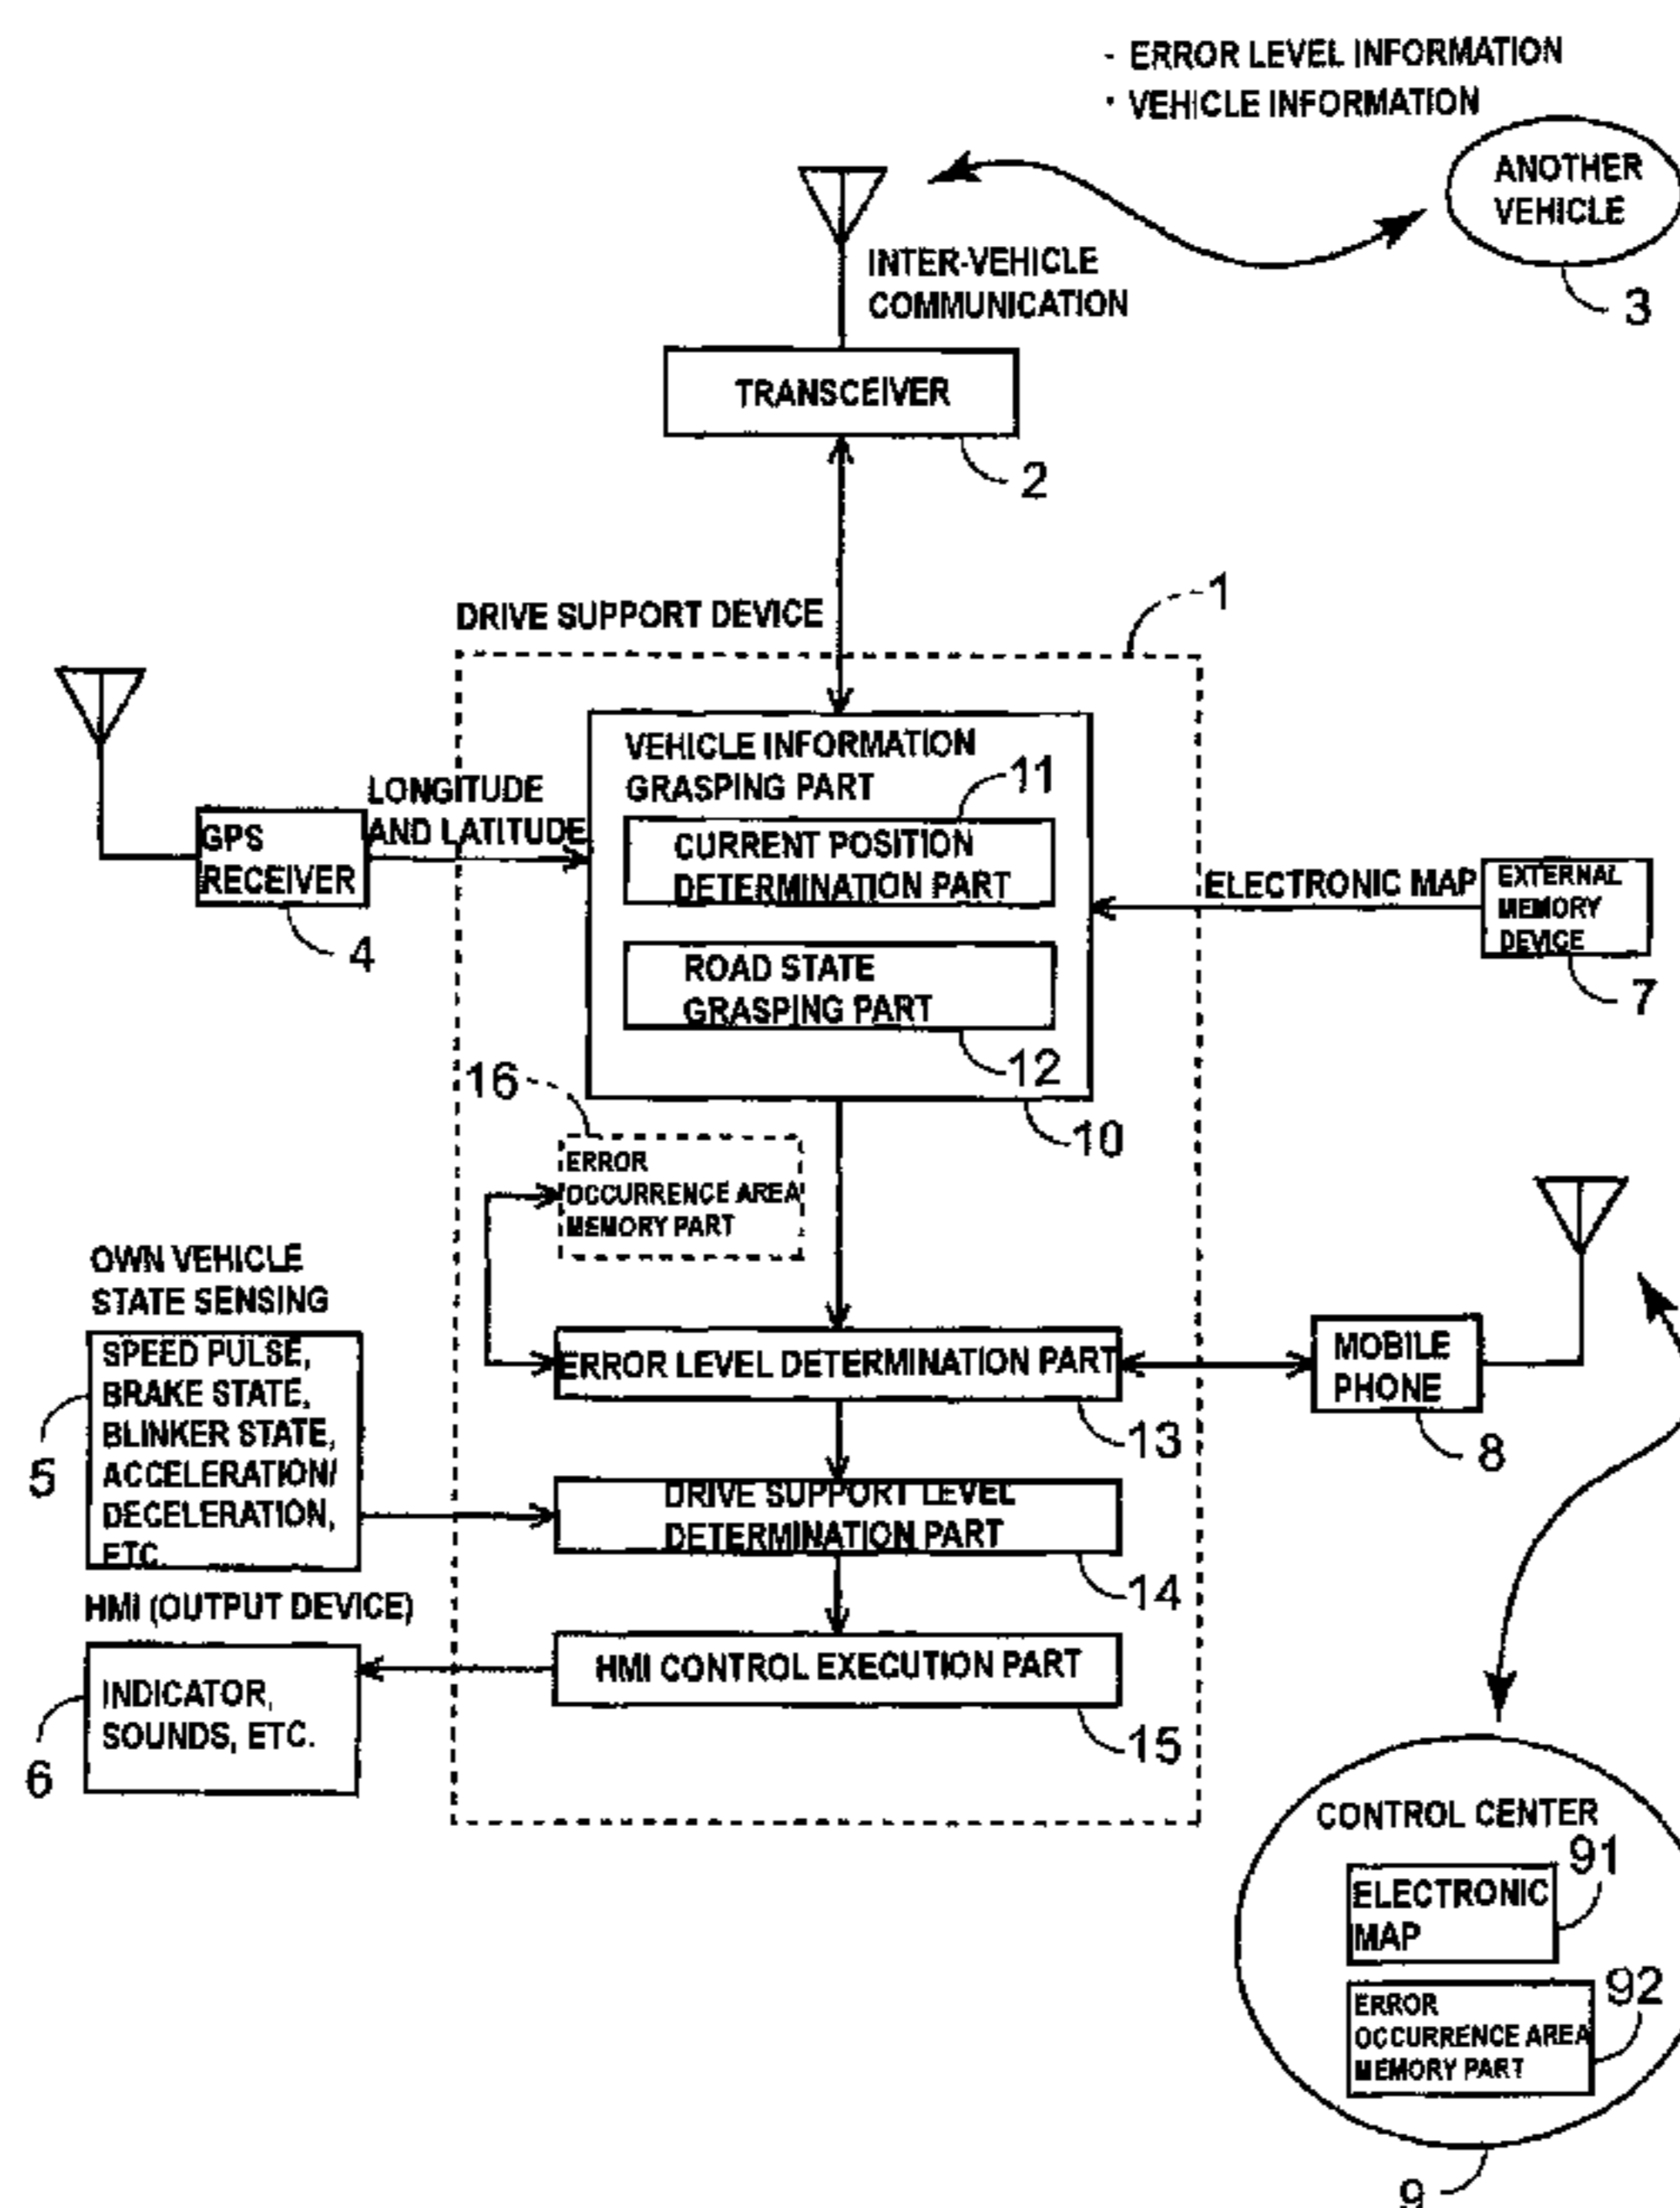 - ERROR LEVEL INFORMATION
· VEHICLE INFORMATION
ANOTHER
VEHICLE
3
INTER-VEHICLE
COMMUNICATION
TRANSCEIVER
2
DRIVE SUPPORT DEVICE
1
VEHICLE INFORMATION
GRASPING PART
11
CURRENT POSITION
DETERMINATION PART
ROAD STATE
GRASPING PART
12
10
LONGITUDE
AND LATITUDE
GPS
RECEIVER
4
ELECTRONIC MAP
EXTERNAL
MEMORY
DEVICE
7
16
ERROR
OCCURRENCE AREA
MEMORY PART
OWN VEHICLE
STATE SENSING
SPEED PULSE,
BRAKE STATE,
BLINKER STATE,
ACCELERATION/
DECELERATION,
ETC.
5
ERROR LEVEL DETERMINATION PART
13
MOBILE
PHONE
8
DRIVE SUPPORT LEVEL
DETERMINATION PART
14
HMI (OUTPUT DEVICE)
INDICATOR,
SOUNDS, ETC.
6
HMI CONTROL EXECUTION PART
15
CONTROL CENTER
91
ELECTRONIC
MAP
92
ERROR
OCCURRENCE AREA
MEMORY PART
9